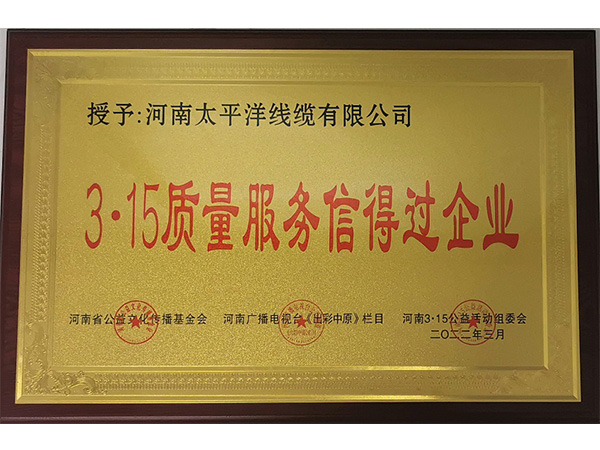 授予:河南太平洋线缆有限公司
3·15质量服务信得过企业
河南省公益文化传播基金会 河南广播电视台《出彩中原》栏目 河南3·15公益活动组委会
二〇二二年三月